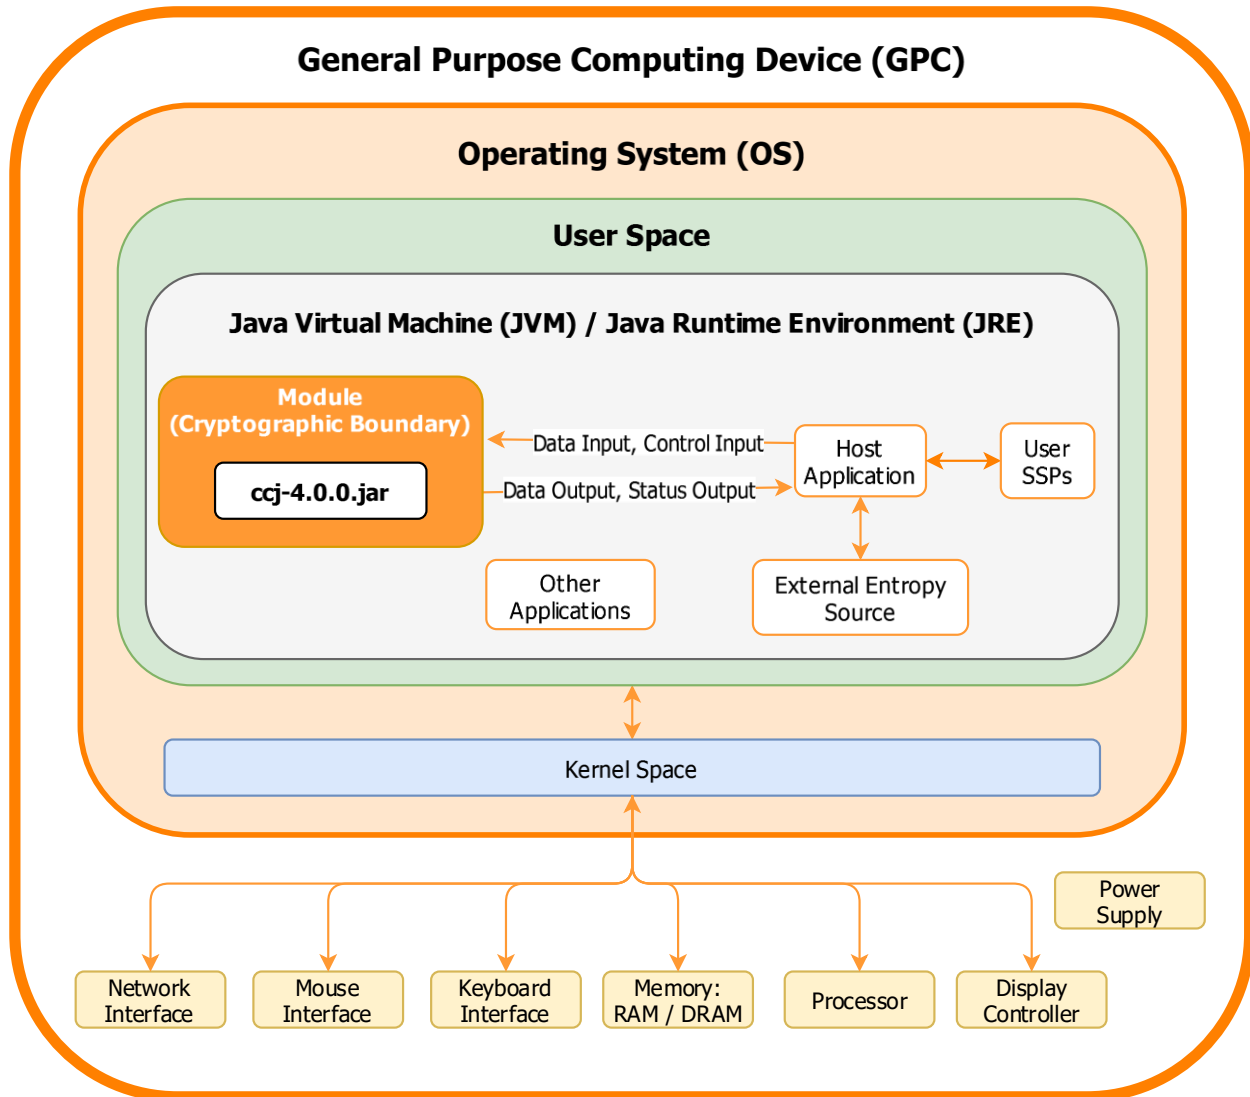 General Purpose Computing Device (GPC)
Operating System (OS)
User Space
Java Virtual Machine (JVM) / Java Runtime Environment (JRE)
Module
(Cryptographic Boundary)
ccj-4.0.0.jar
Data Input, Control Input
Data Output, Status Output
Host
Application
User
SSPs
Other
Applications
External Entropy
Source
Kernel Space
Power
Supply
Network
Interface
Mouse
Interface
Keyboard
Interface
Memory:
RAM / DRAM
Processor
Display
Controller